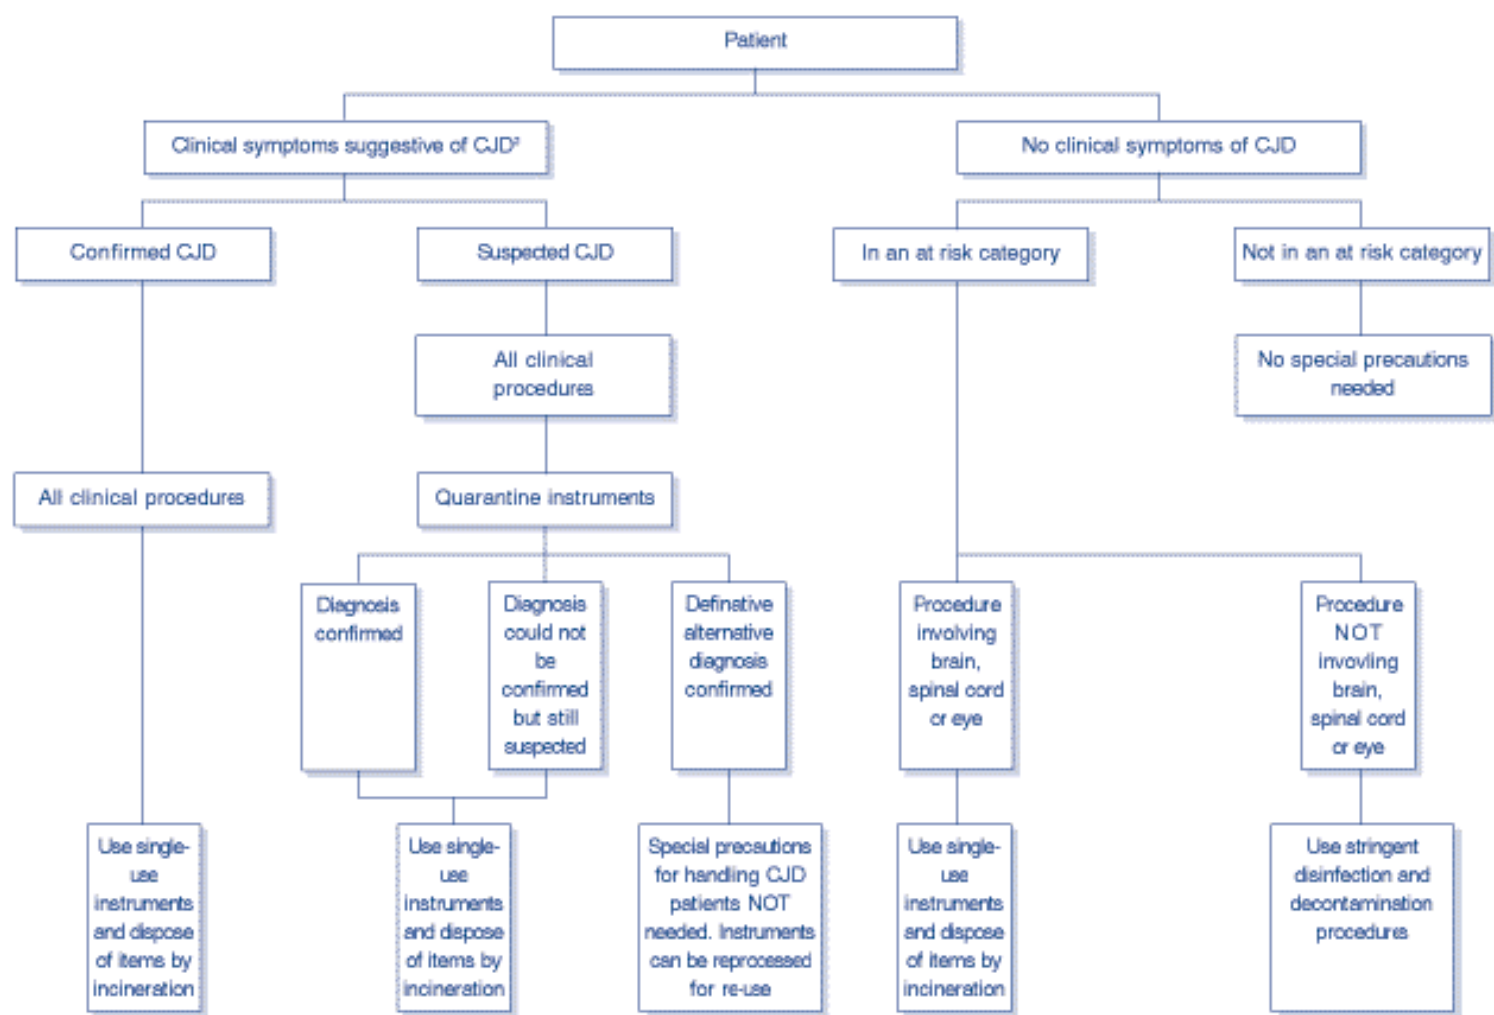 Patient
Clinical symptoms suggestive of CJD²
No clinical symptoms of CJD
Confirmed CJD
Suspected CJD
In an at risk category
Not in an at risk category
All clinical
procedures
No special precautions
needed
All clinical procedures
Quarantine instruments
Diagnosis
confirmed
Diagnosis
could not
be
confirmed
but still
suspected
Definative
alternative
diagnosis
confirmed
Procedure
involving
brain,
spinal cord
or eye
Procedure
NOT
invovling
brain,
spinal cord
or eye
Use single-
use
instruments
and dispose
of items by
incineration
Use single-
use
instruments
and dispose
of items by
incineration
Special precautions
for handling CJD
patients NOT
needed. Instruments
can be reprocessed
for re-use
Use single-
use
instruments
and dispose
of items by
incineration
Use stringent
disinfection and
decontamination
procedures